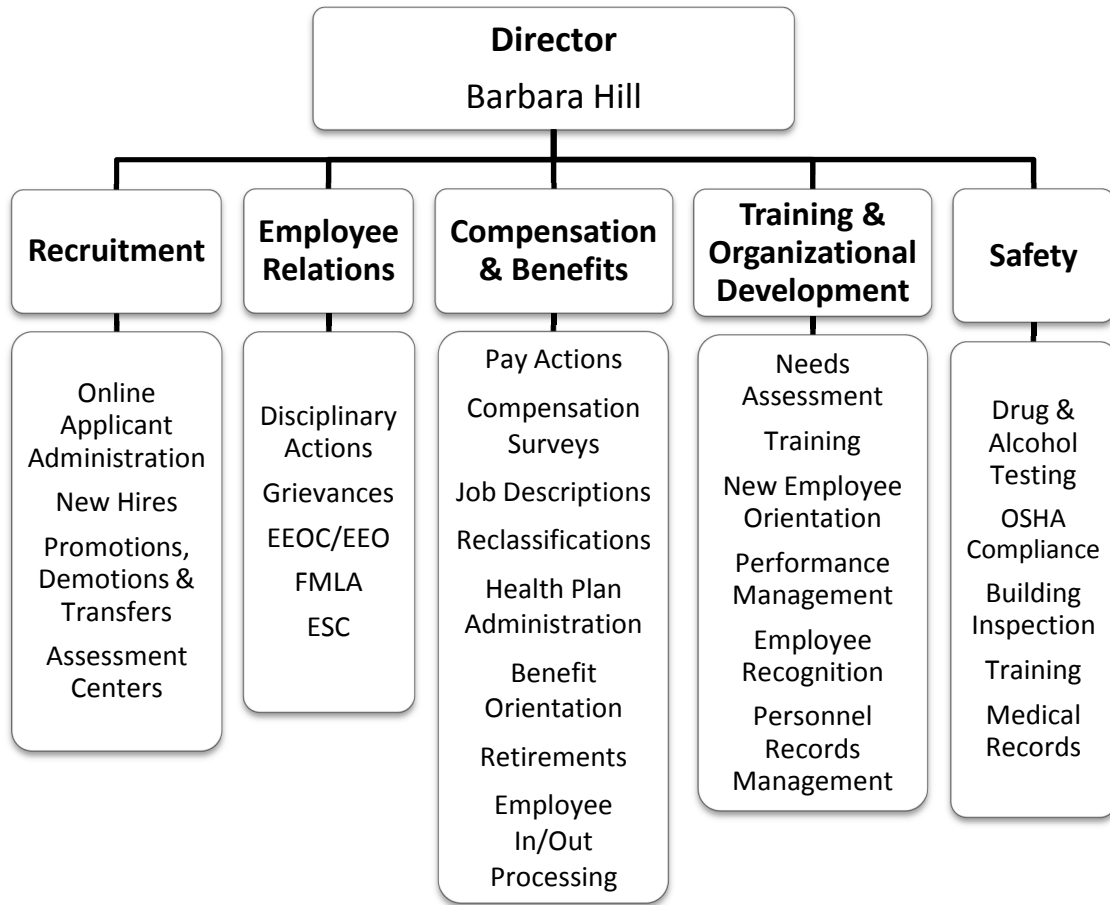 Director
Barbara Hill
Recruitment
Online
Applicant
Administration
New Hires
Promotions,
Demotions &
Transfers
Assessment
Centers
Employee
Relations
Disciplinary
Actions
Grievances
EEOC/EEO
FMLA
ESC
Compensation
& Benefits
Pay Actions
Compensation
Surveys
Job Descriptions
Reclassifications
Health Plan
Administration
Benefit
Orientation
Retirements
Employee
In/Out
Processing
Training &
Organizational
Development
Needs
Assessment
Training
New Employee
Orientation
Performance
Management
Employee
Recognition
Personnel
Records
Management
Safety
Drug &
Alcohol
Testing
OSHA
Compliance
Building
Inspection
Training
Medical
Records